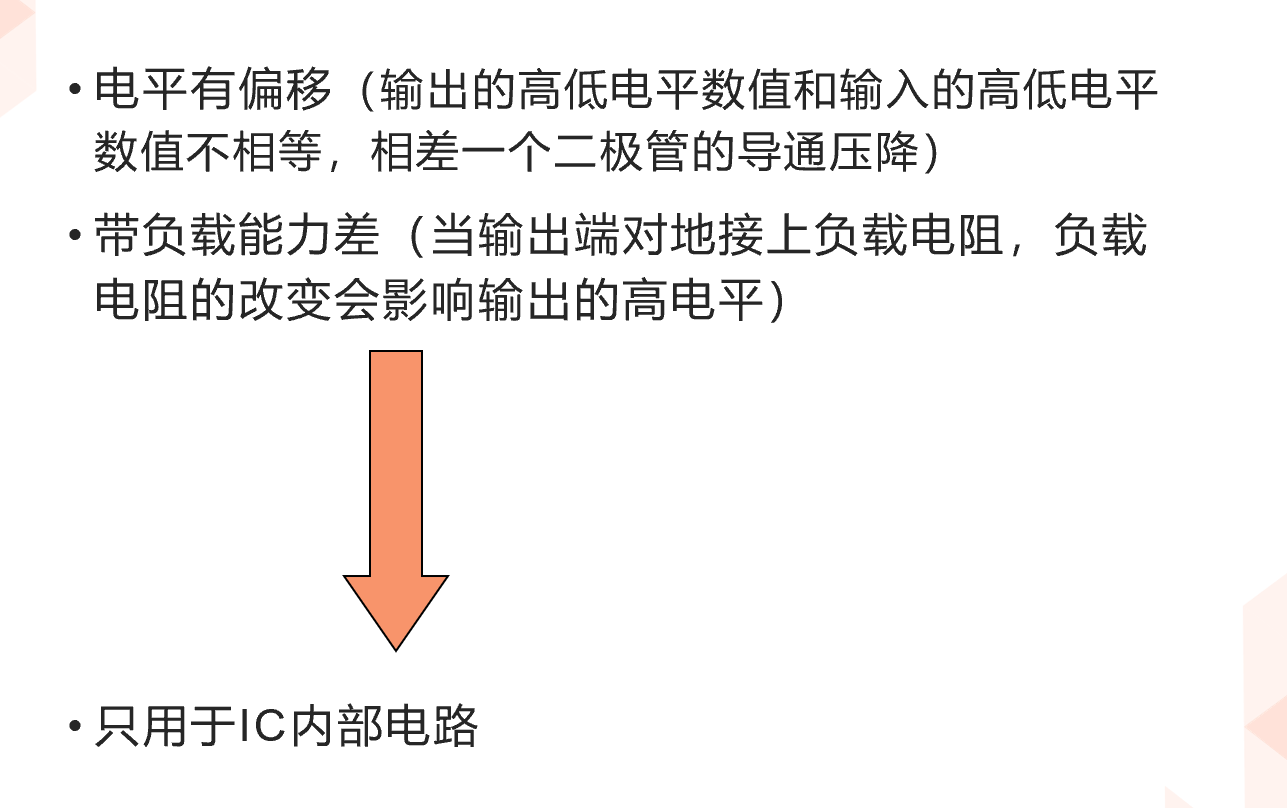 • 电平有偏移（输出的高低电平数值和输入的高低电平
数值不相等，相差一个二极管的导通压降）
• 带负载能力差（当输出端对地接上负载电阻，负载
电阻的改变会影响输出的高电平）
• 只用于IC内部电路